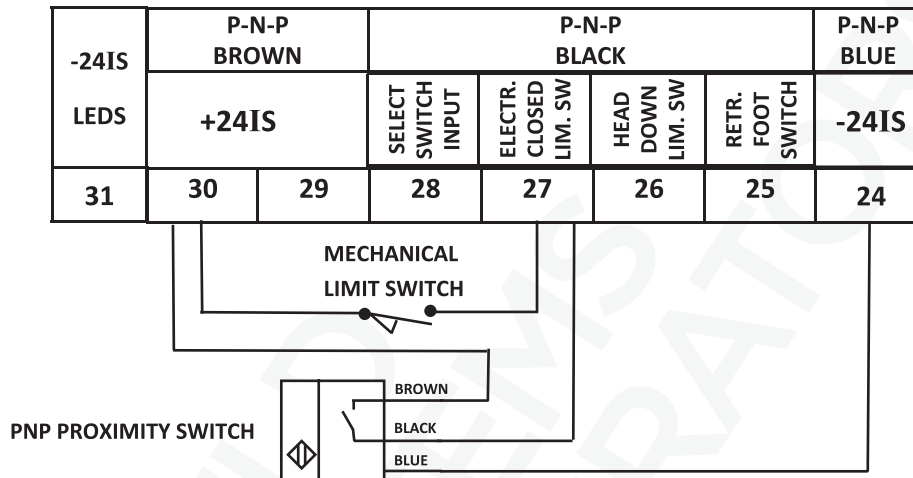 -24IS
LEDS
P-N-P
BROWN
P-N-P
BLACK
P-N-P
BLUE
+24IS
SELECT
SWITCH
INPUT
ELECTR.
CLOSED
LIM. SW
HEAD
DOWN
LIM. SW
RETR.
FOOT
SWITCH
-24IS
31
30
29
28
27
26
25
24
MECHANICAL
LIMIT SWITCH
BROWN
PNP PROXIMITY SWITCH
BLACK
BLUE